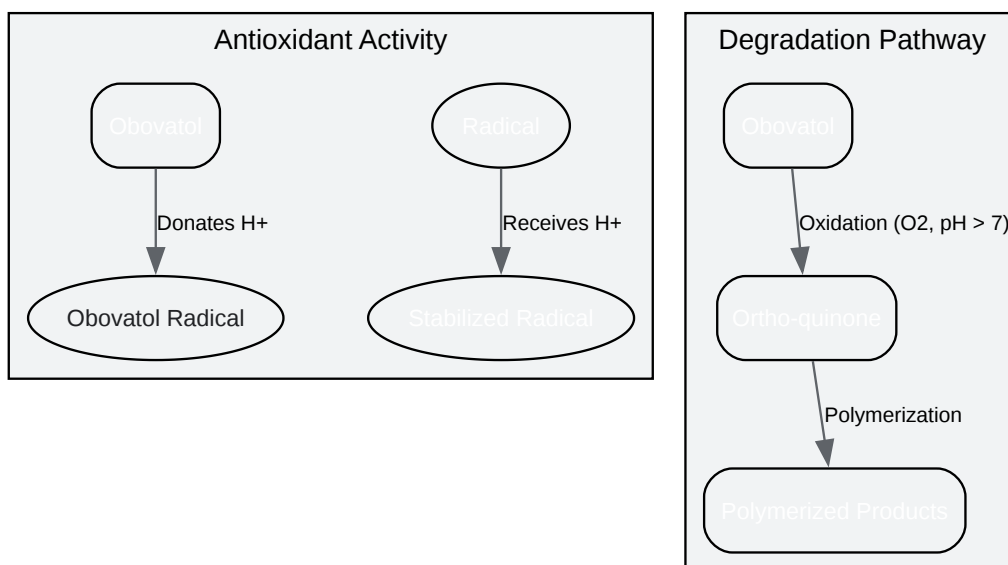 Antioxidant Activity
Obovatol
Radical
Donates H+
Receives H+
Obovatol Radical
Stabilized Radical
Degradation Pathway
Obovatol
Oxidation (O2, pH > 7)
Ortho-quinone
Polymerization
Polymerized Products